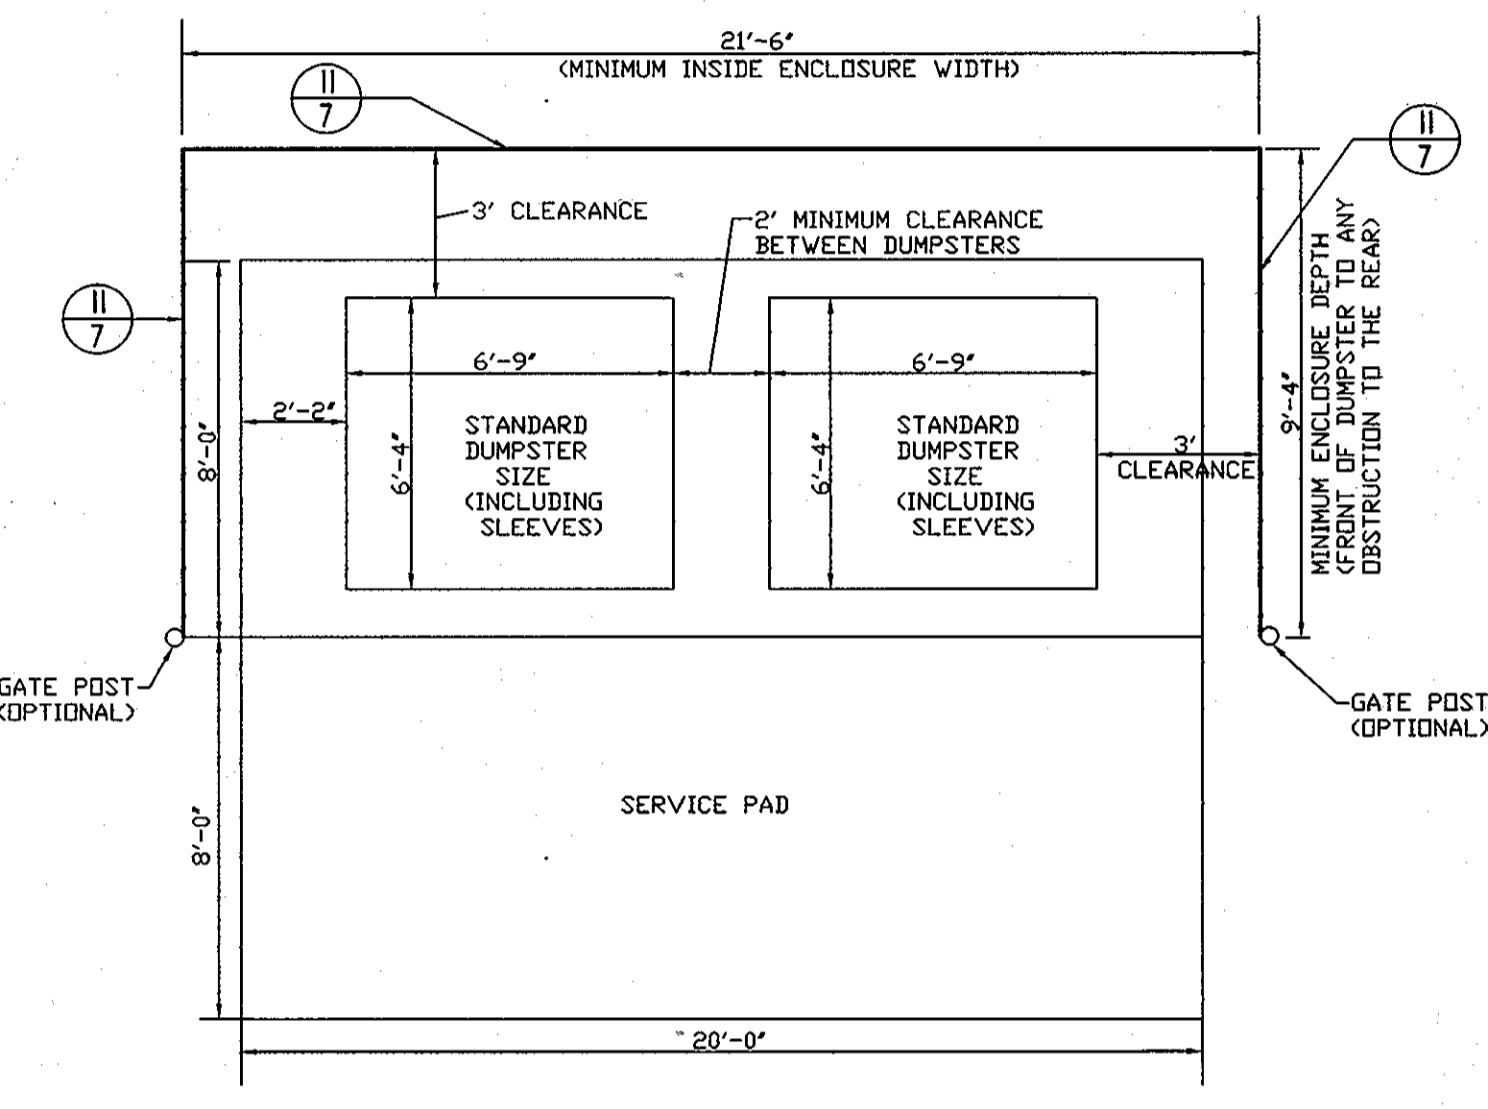 21'-6"
(MINIMUM INSIDE ENCLOSURE WIDTH)
11
7
11
7
3' CLEARANCE
2' MINIMUM CLEARANCE
BETWEEN DUMPSTERS
11
7
6'-9"
6'-9"
2'-2"
8'-0"
6'-4"
STANDARD
DUMPSTER
SIZE
(INCLUDING
SLEEVES)
6'-4"
STANDARD
DUMPSTER
SIZE
(INCLUDING
SLEEVES)
3'
CLEARANCE
9'-4"
MINIMUM ENCLOSURE DEPTH
(FRONT OF DUMPSTER TO ANY
OBSTRUCTION TO THE REAR)
GATE POST
(OPTIONAL)
GATE POST
(OPTIONAL)
SERVICE PAD
8'-0"
20'-0"